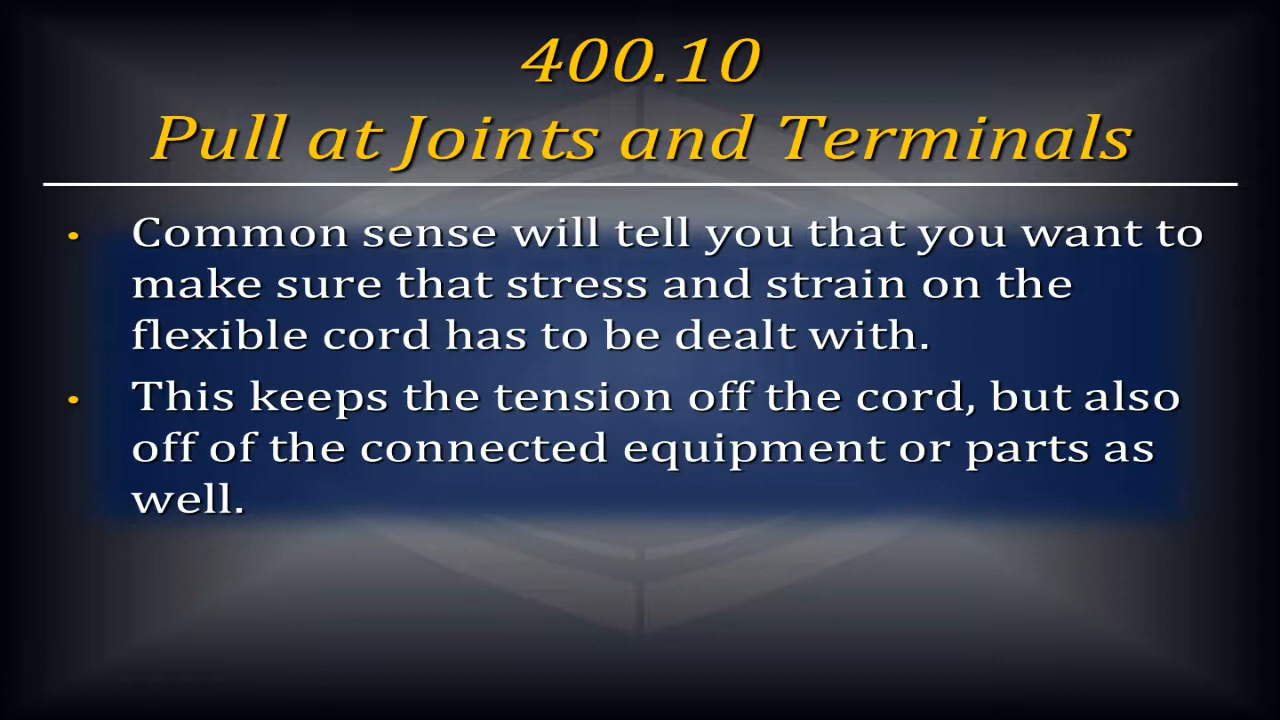 400.10
Pull at Joints and Terminals
• Common sense will tell you that you want to
make sure that stress and strain on the
flexible cord has to be dealt with.
• This keeps the tension off the cord, but also
off of the connected equipment or parts as
well.